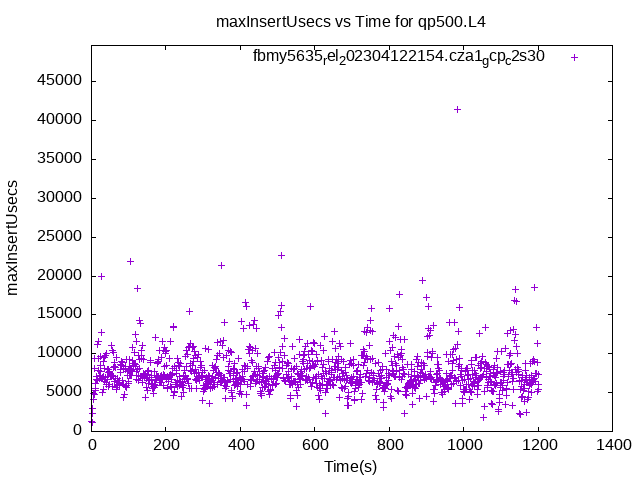 maxInsertUsecs vs Time for qp500.L4
fbmy5635rel202304122154.cza1gcpc2s30
45000
40000
35000
30000
25000
20000
15000
10000
5000
0
maxInsertUsecs
0 200 400 600 800 1000 1200 1400
Time(s)